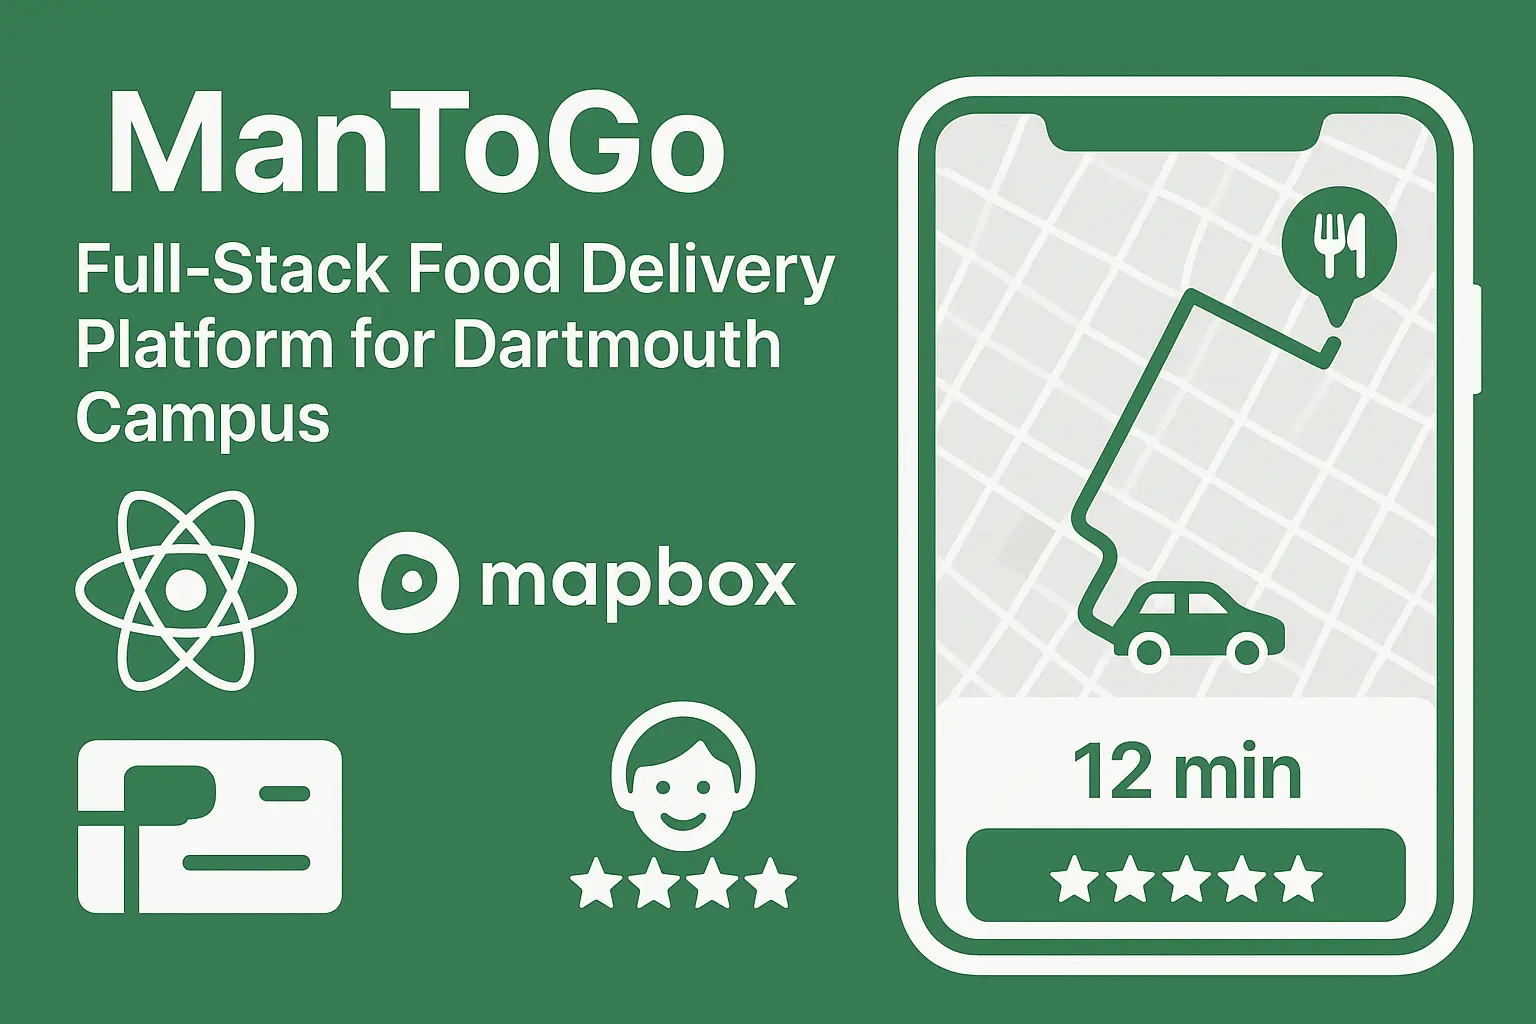 ManToGo
Full-Stack Food Delivery
Platform for Dartmouth
Campus
mapbox
12 min